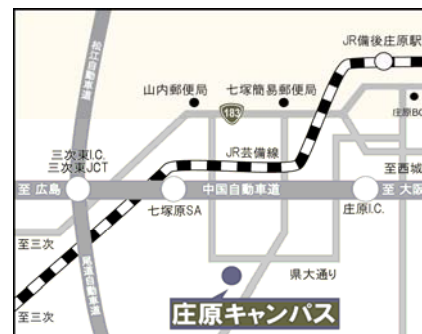 JR備後庄原駅
松江自動車道
山内郵便局
七塚簡易郵便局
183
庄原BC
三次東I.C.
三次東JCT
JR芸備線
至西城
至 広島
中国自動車道
至 大阪
七塚原SA
庄原I.C.
至三次
県大通り
尾道自動車道
庄原キャンパス
至三次